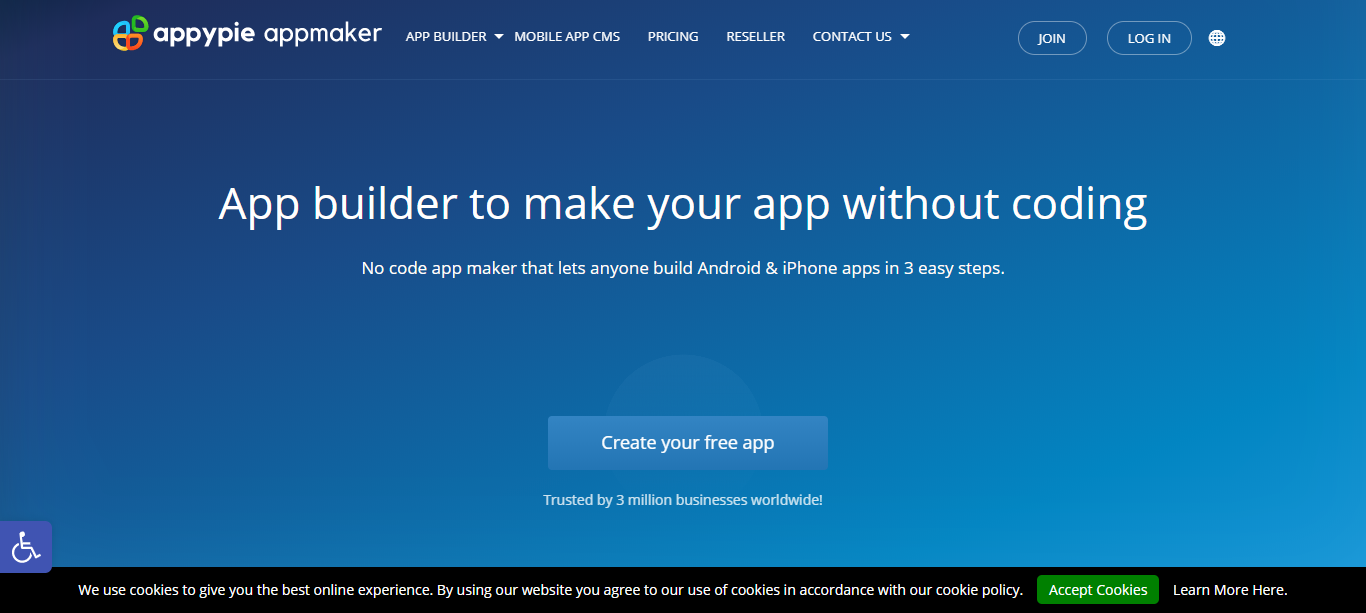 appypie appmaker
APP BUILDER
MOBILE APP CMS
PRICING
RESELLER
CONTACT US
JOIN
LOG IN
App builder to make your app without coding
No code app maker that lets anyone build Android & iPhone apps in 3 easy steps.
Create your free app
Trusted by 3 million businesses worldwide!
We use cookies to give you the best online experience. By using our website you agree to our use of cookies in accordance with our cookie policy.
Accept Cookies
Learn More Here.